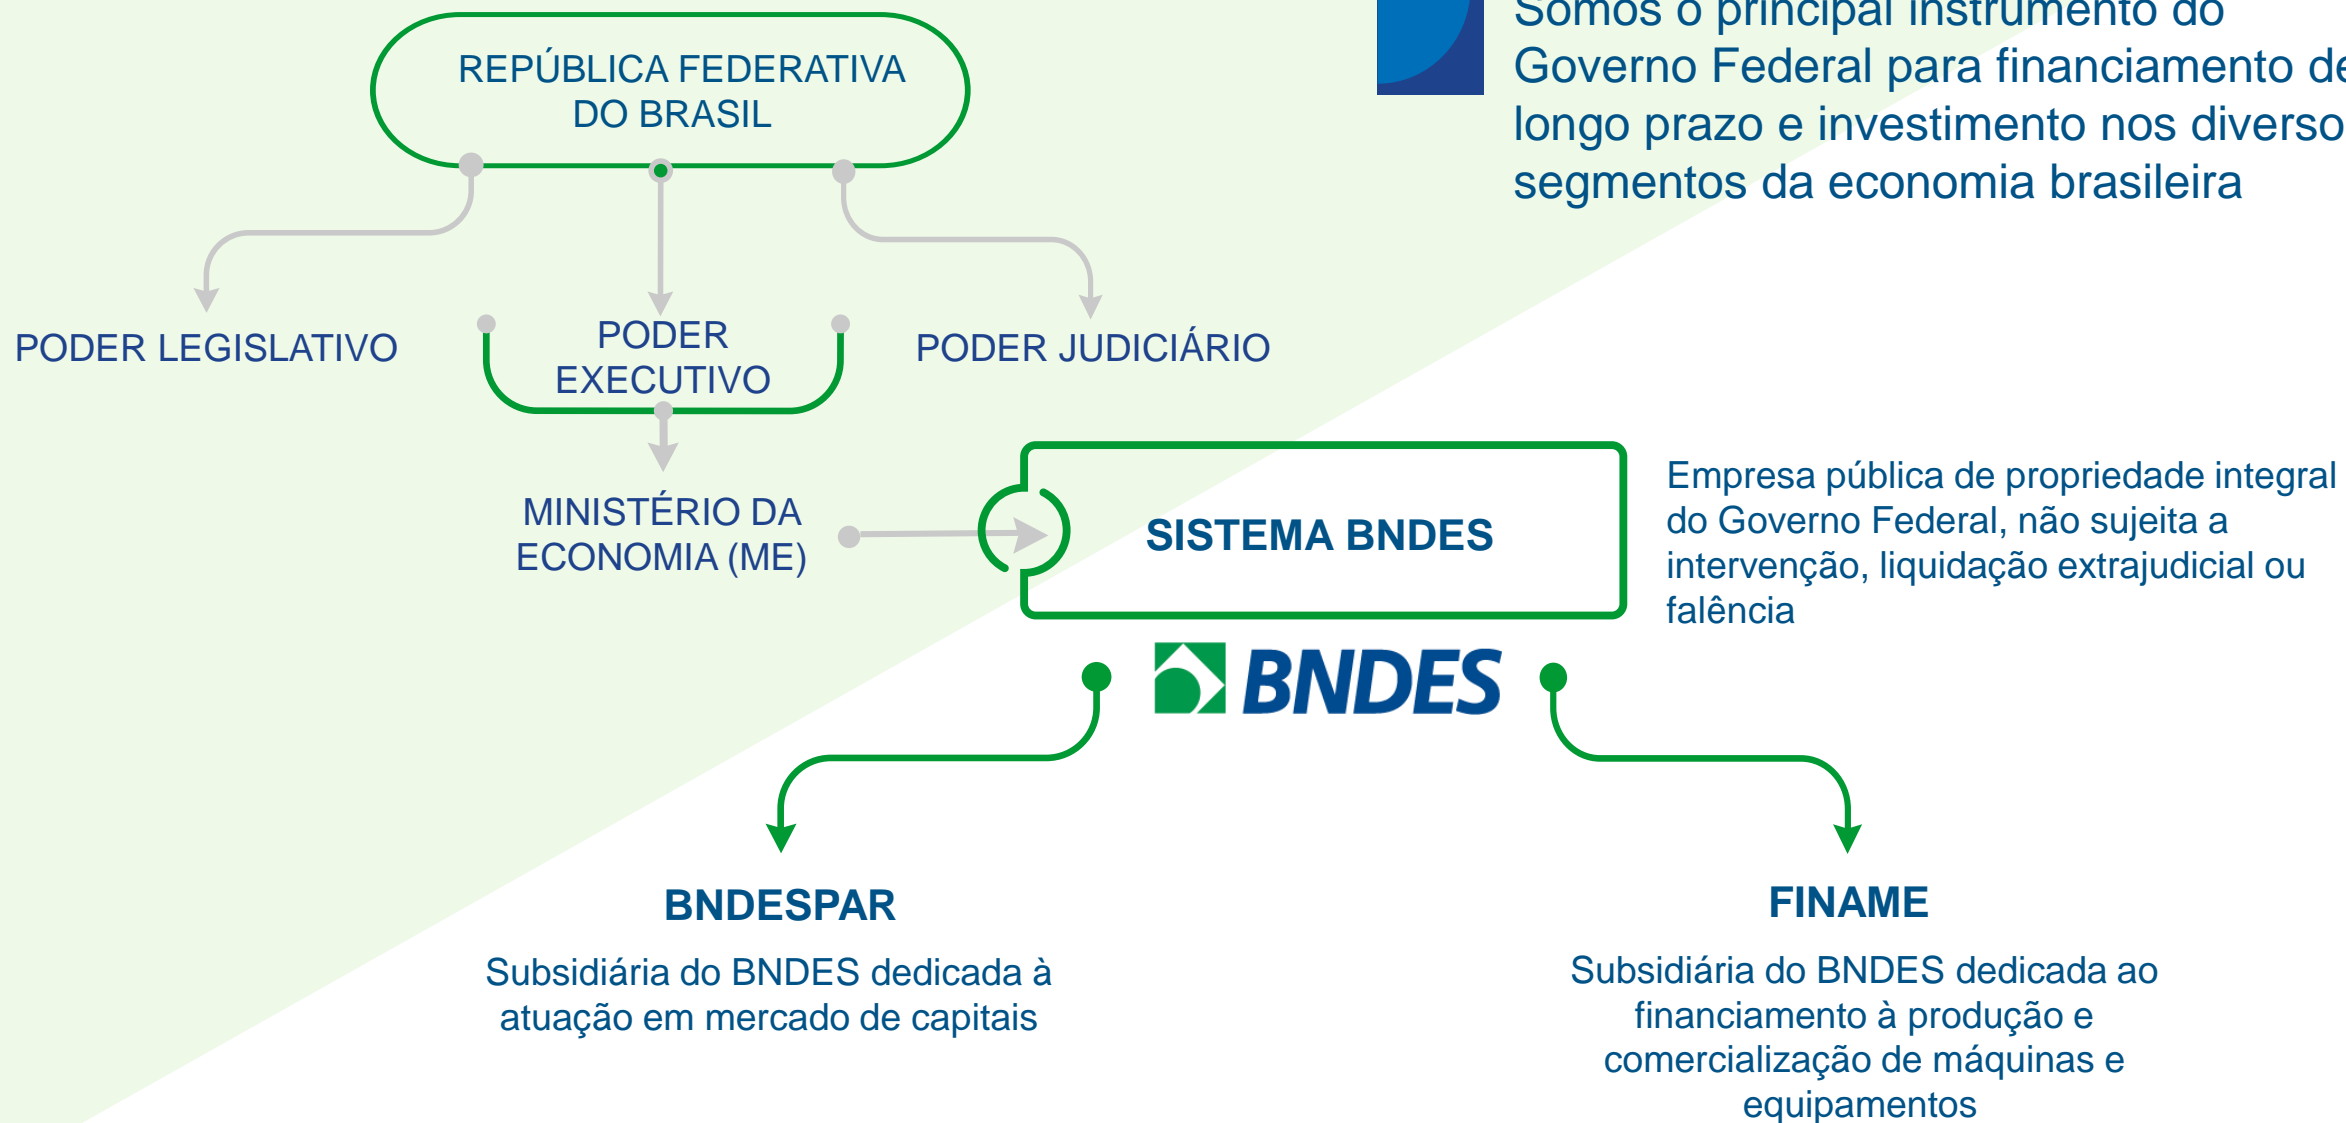 Somos o principal instrumento do
Governo Federal para financiamento de
longo prazo e investimento nos
segmentos da economia brasileira
REPÚBLICA FEDERATIVA
DO BRASIL
PODER LEGISLATIVO
PODER
EXECUTIVO
PODER JUDICIÁRIO
MINISTÉRIO DA
ECONOMIA (ME)
SISTEMA BNDES
Empresa pública de propriedade integral
do Governo Federal, não sujeita a
intervenção, liquidação extrajudicial ou
falência
BNDES
BNDESPAR
Subsidiária do BNDES dedicada à
atuação em mercado de capitais
FINAME
Subsidiária do BNDES dedicada ao
financiamento à produção e
comercialização de máquinas e
equipamentos